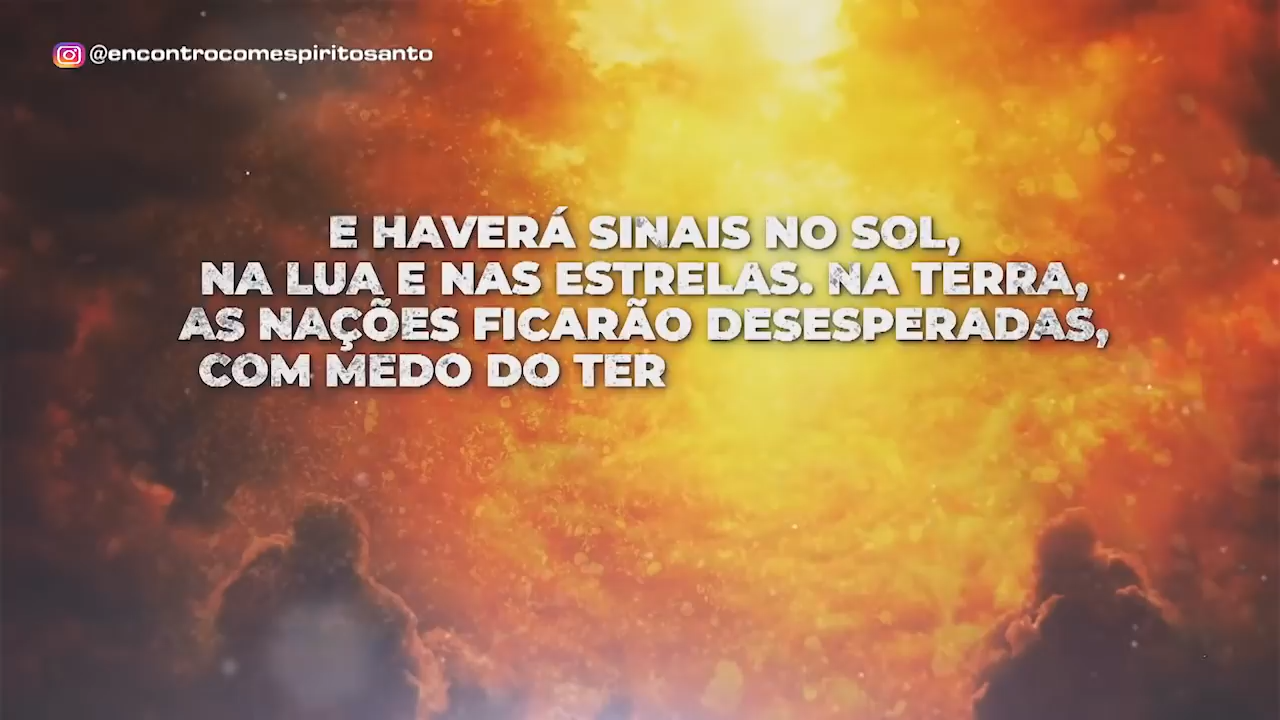 @encontrocomespiritosanto
E HAVERÁ SINAIS NO SOL,
NA LUA E NAS ESTRELAS. NA TERRA,
AS NAÇÕES FICARÃO DESESPERADAS,
COM MEDO DO TER